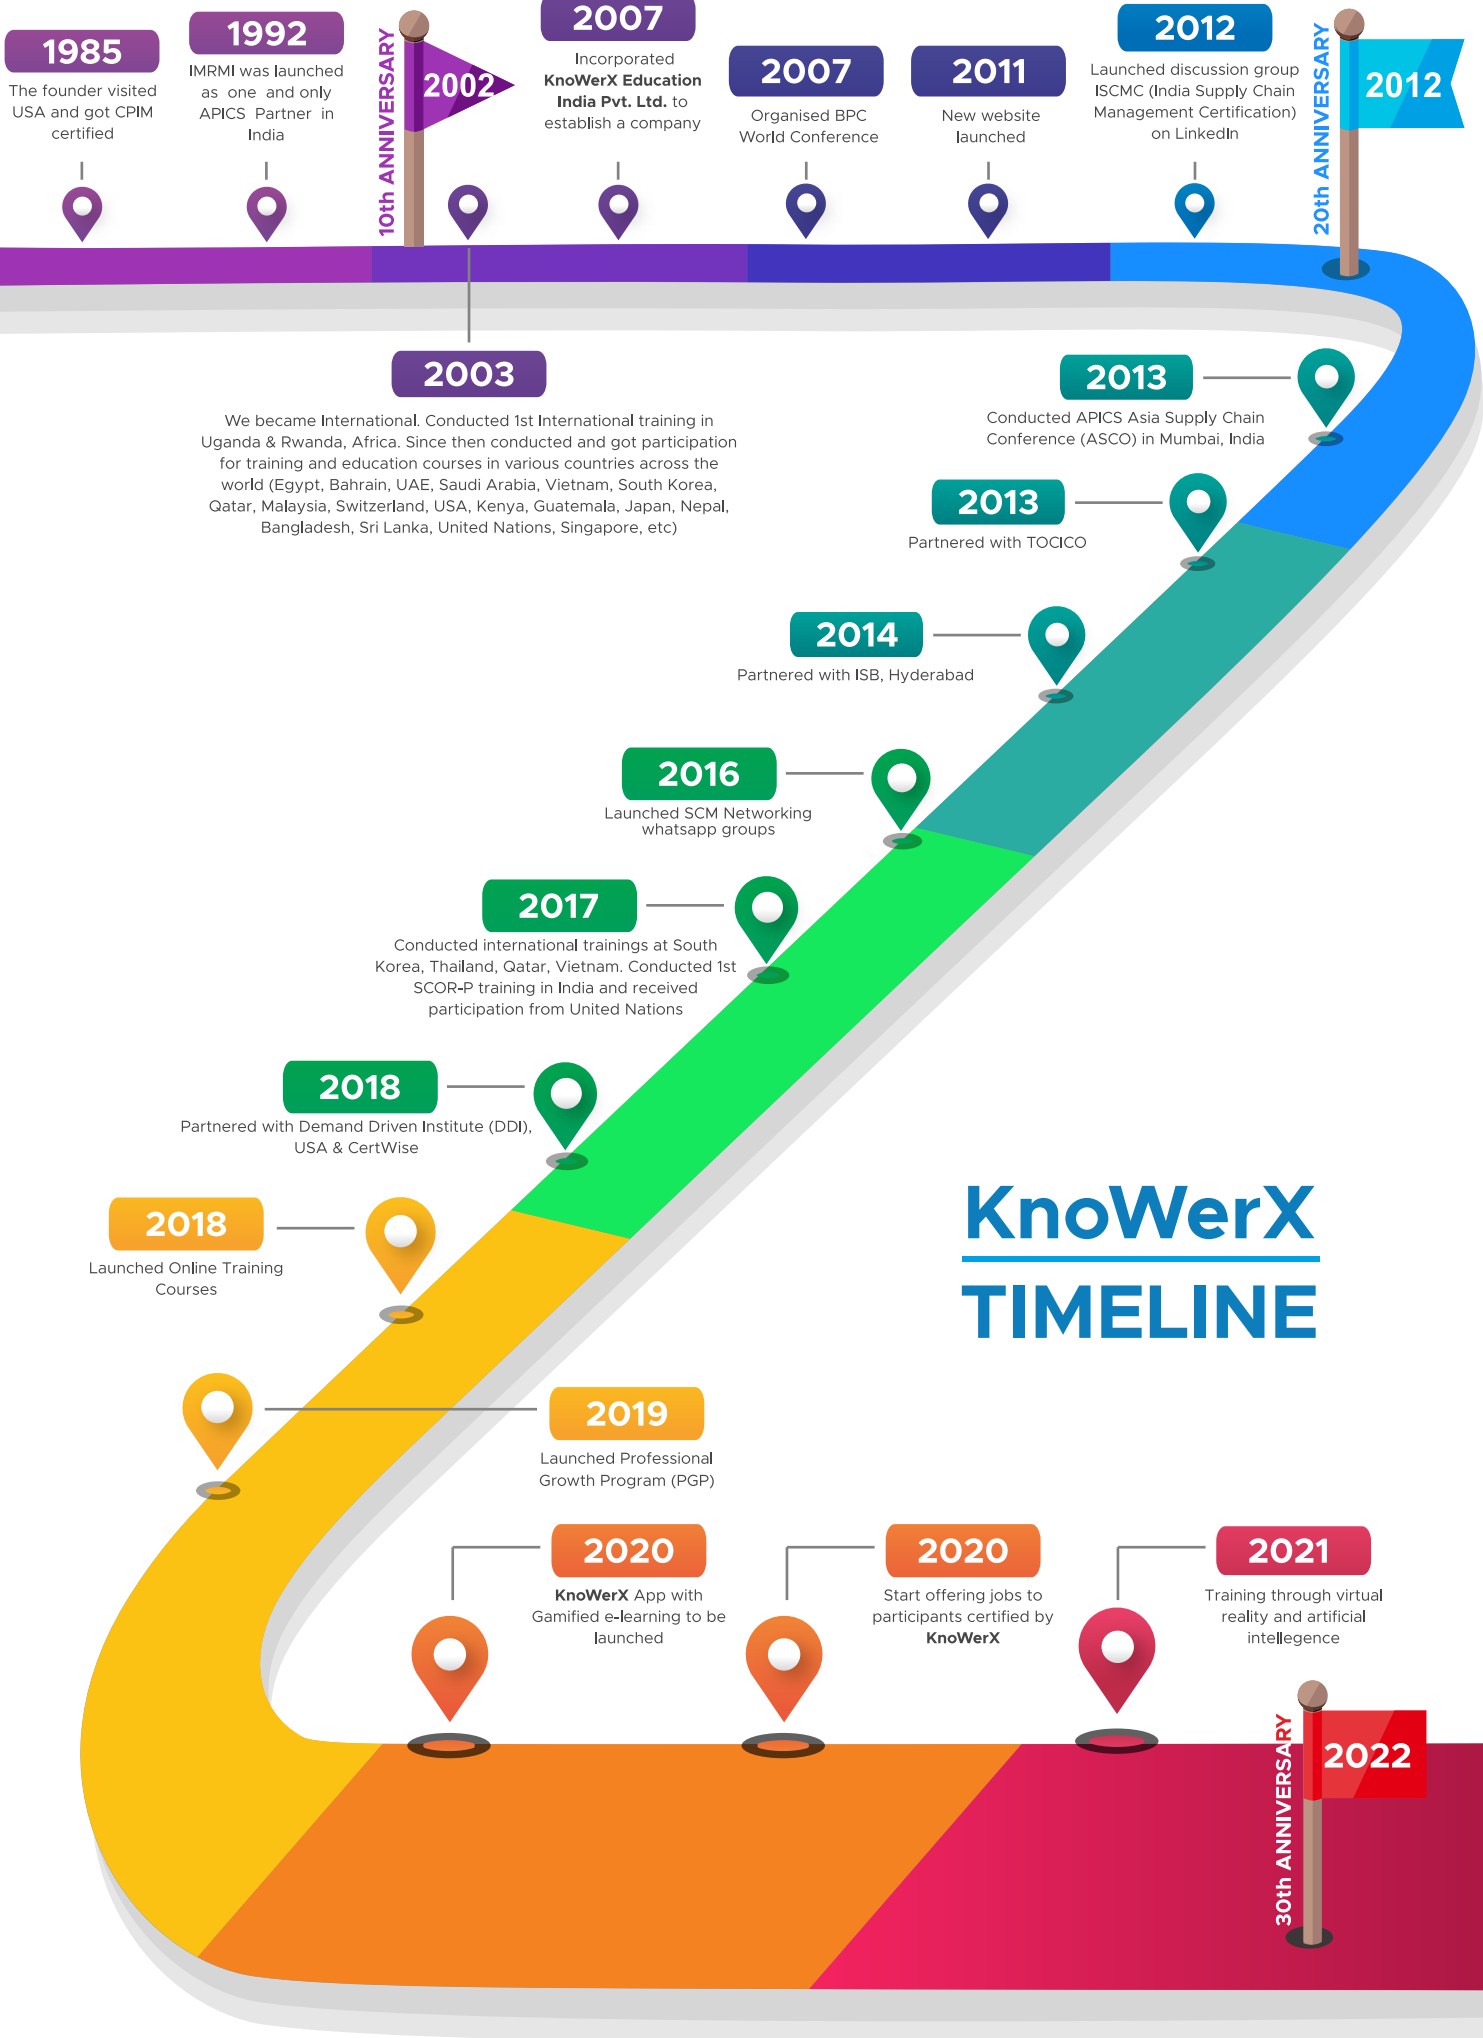 1985
The founder visited
USA and got CPIM
certified
1992
IMRMI was launched
as one and only
APICS Partner in
India
10th ANNIVERSARY
2002
2007
Incorporated
KnoWerX Education
India Pvt. Ltd. to
establish a company
2007
Organised BPC
World Conference
2011
New website
launched
2012
Launched discussion group
ISCMC (India Supply Chain
Management Certification)
on LinkedIn
20th ANNIVERSARY
2012
2003
We became International. Conducted 1st International training in
Uganda & Rwanda, Africa. Since then conducted and got participation
for training and education courses in various countries across the
world (Egypt, Bahrain, UAE, Saudi Arabia, Vietnam, South Korea,
Qatar, Malaysia, Switzerland, USA, Kenya, Guatemala, Japan, Nepal,
Bangladesh, Sri Lanka, United Nations, Singapore, etc)
2013
Conducted APICS Asia Supply Chain
Conference (ASCO) in Mumbai, India
2013
Partnered with TOCICO
2014
Partnered with ISB, Hyderabad
2016
Launched SCM Networking
whatsapp groups
2017
Conducted international trainings at South
Korea, Thailand, Qatar, Vietnam. Conducted 1st
SCOR-P training in India and received
participation from United Nations
2018
Partnered with Demand Driven Institute (DDI),
USA & CertWise
2018
Launched Online Training
Courses
KnoWerX
TIMELINE
2019
Launched Professional
Growth Program (PGP)
2020
KnoWerX App with
Gamified e-learning to be
launched
2020
Start offering jobs to
participants certified by
KnoWerX
2021
Training through virtual
reality and artificial
intellegence
30th ANNIVERSARY
2022